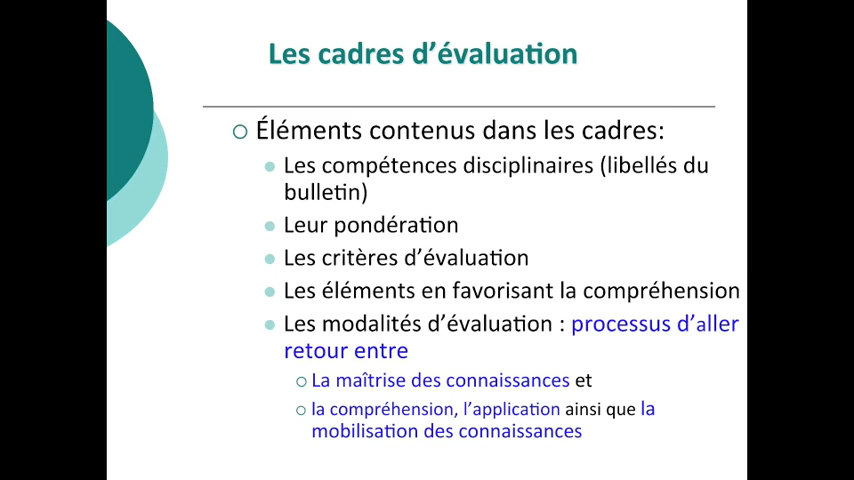 Les cadres d’évaluation
Éléments contenus dans les cadres:
Les compétences disciplinaires (libellés du
bulletin)
Leur pondération
Les critères d’évaluation
Les éléments en favorisant la compréhension
Les modalités d’évaluation : processus d’aller
retour entre
La maîtrise des connaissances et
la compréhension, l’application ainsi que la
mobilisation des connaissances